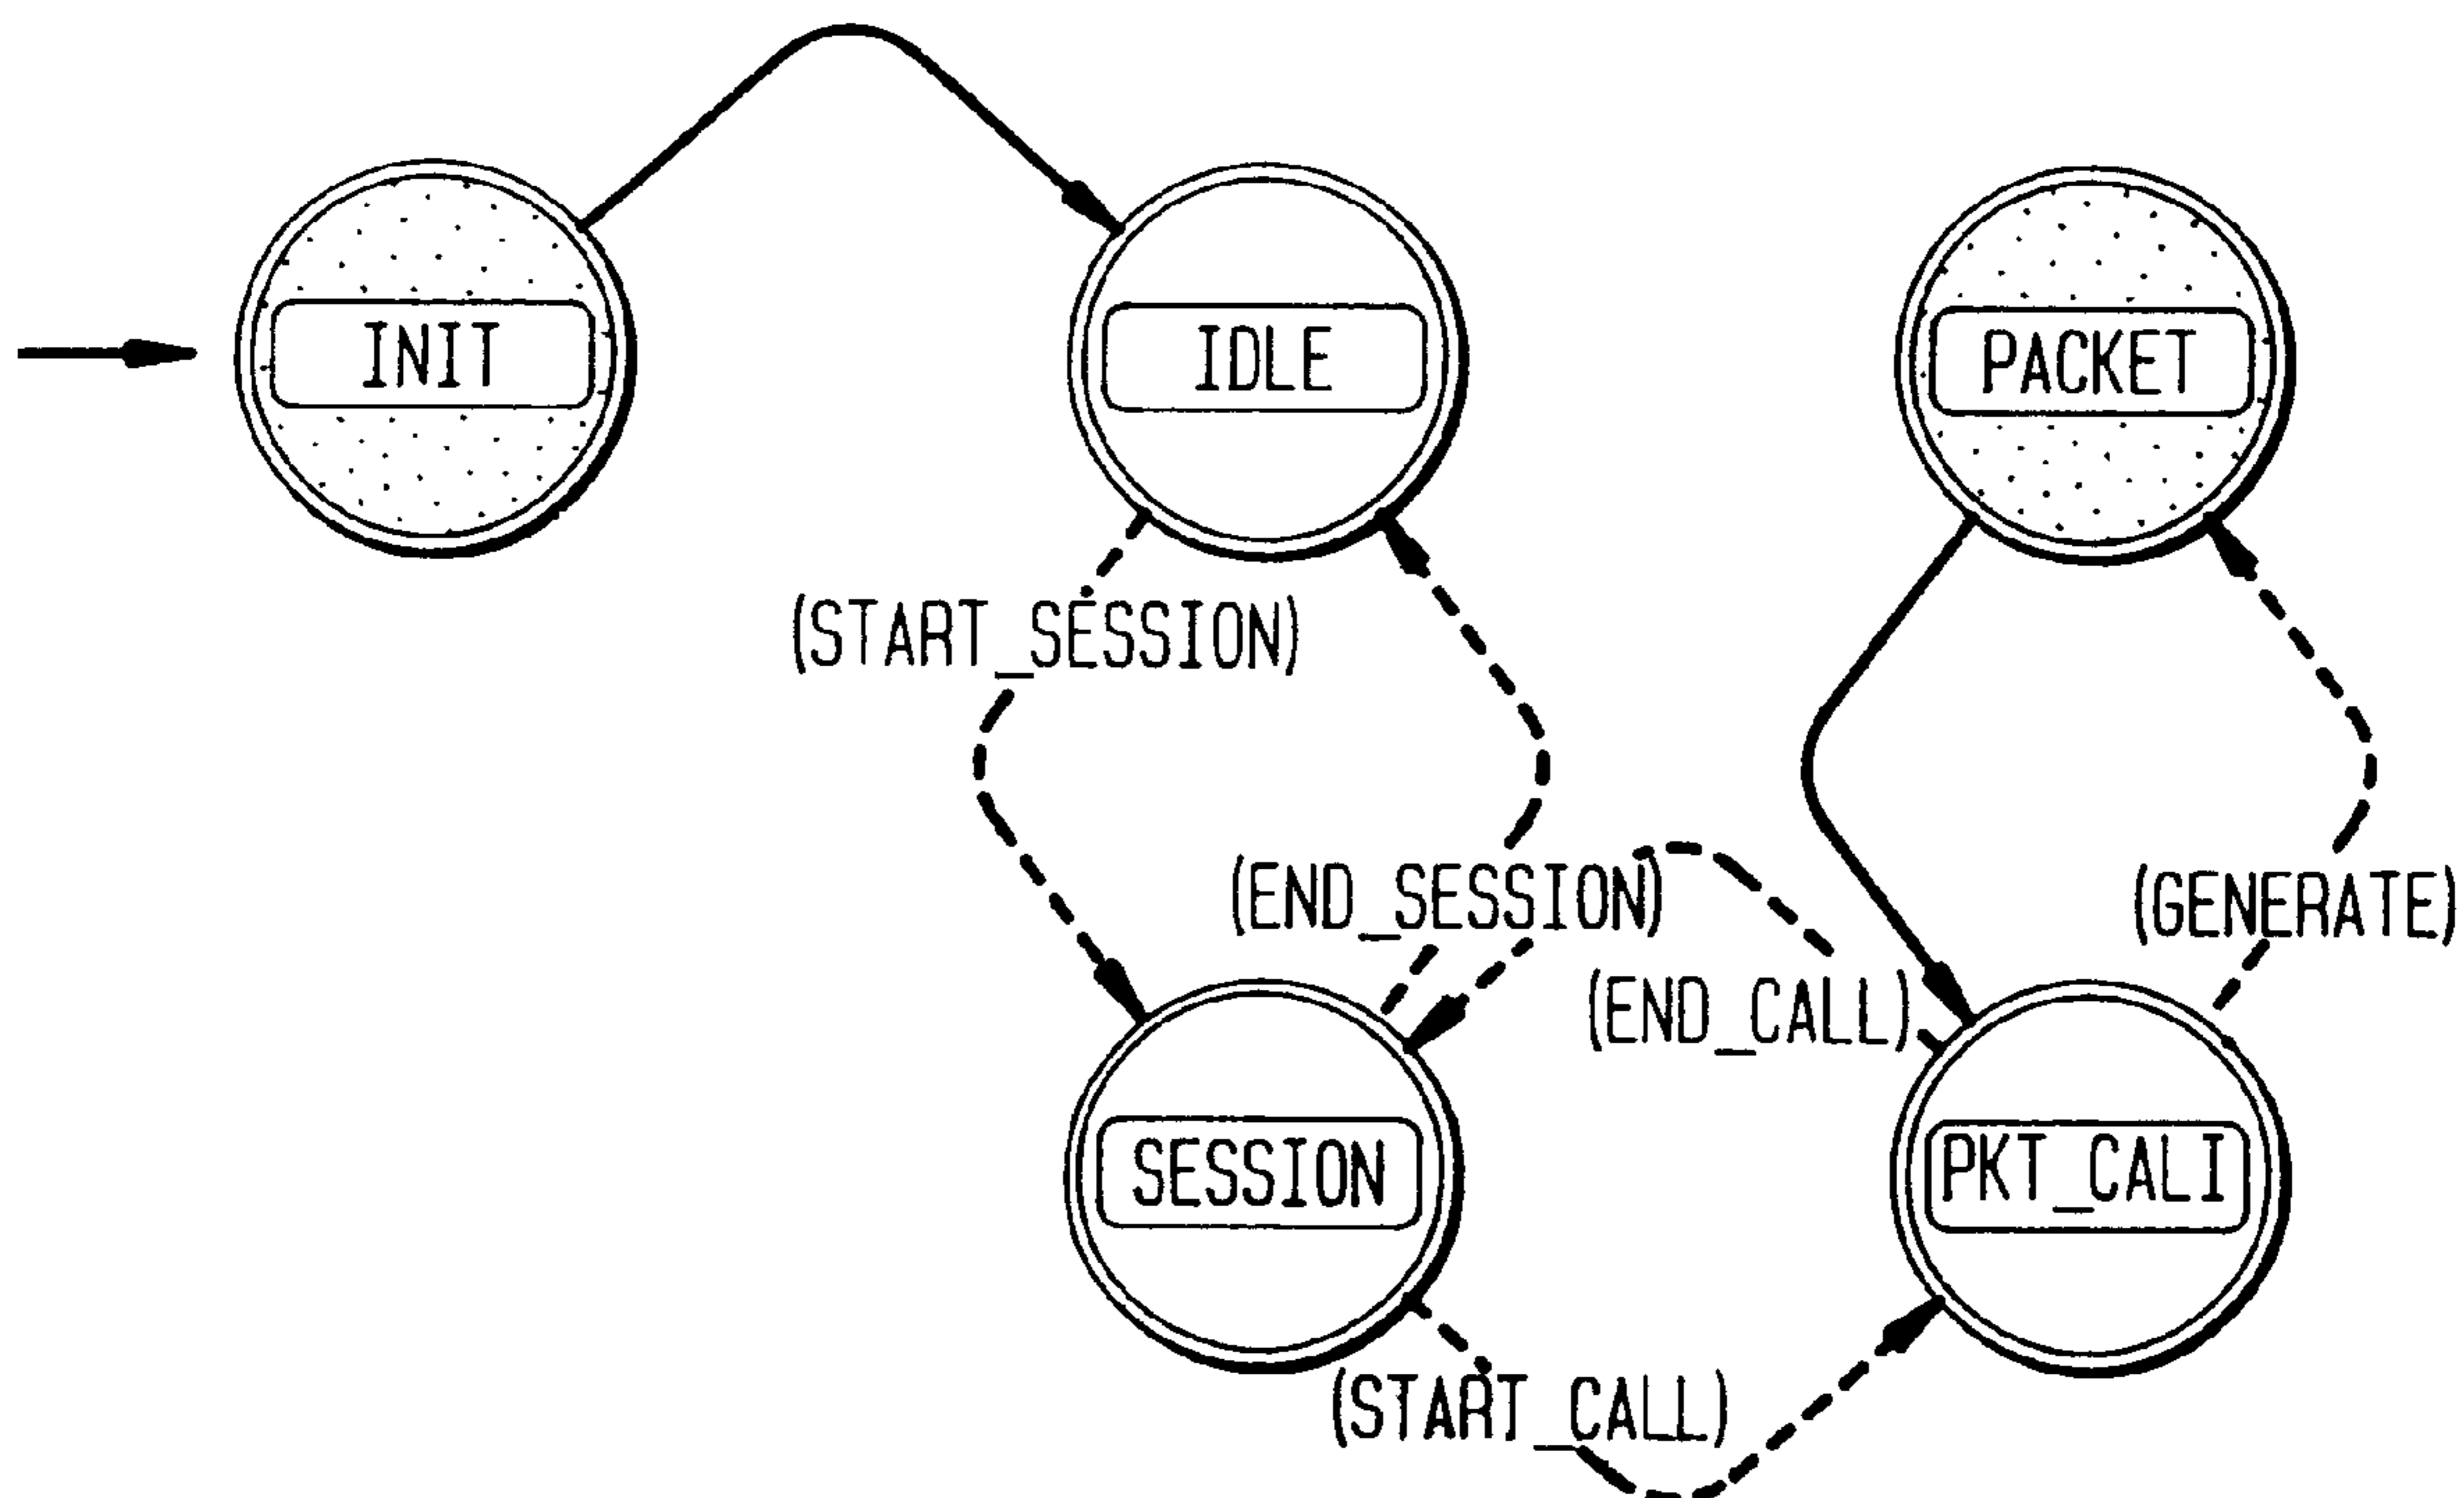 INIT
IDLE
PACKET
(START_SESSION)
(END_SESSION)
(GENERATE)
(END_CALL)
SESSION
PKT_CALI
(START_CALL)